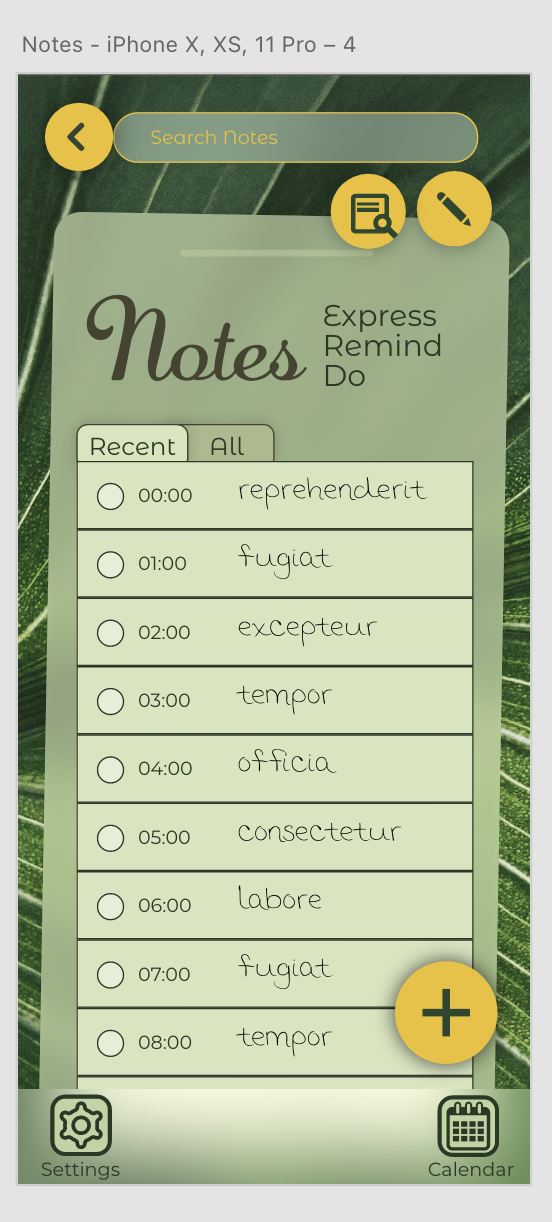 Notes - iPhone X, XS, 11 Pro – 4
Search Notes
Notes
Express
Remind
Do
Recent All
00:00 reprehenderit
01:00 fugiat
02:00 excepteur
03:00 tempor
04:00 officia
05:00 consectetur
06:00 labore
07:00 fugiat
08:00 tempor
Settings Calendar